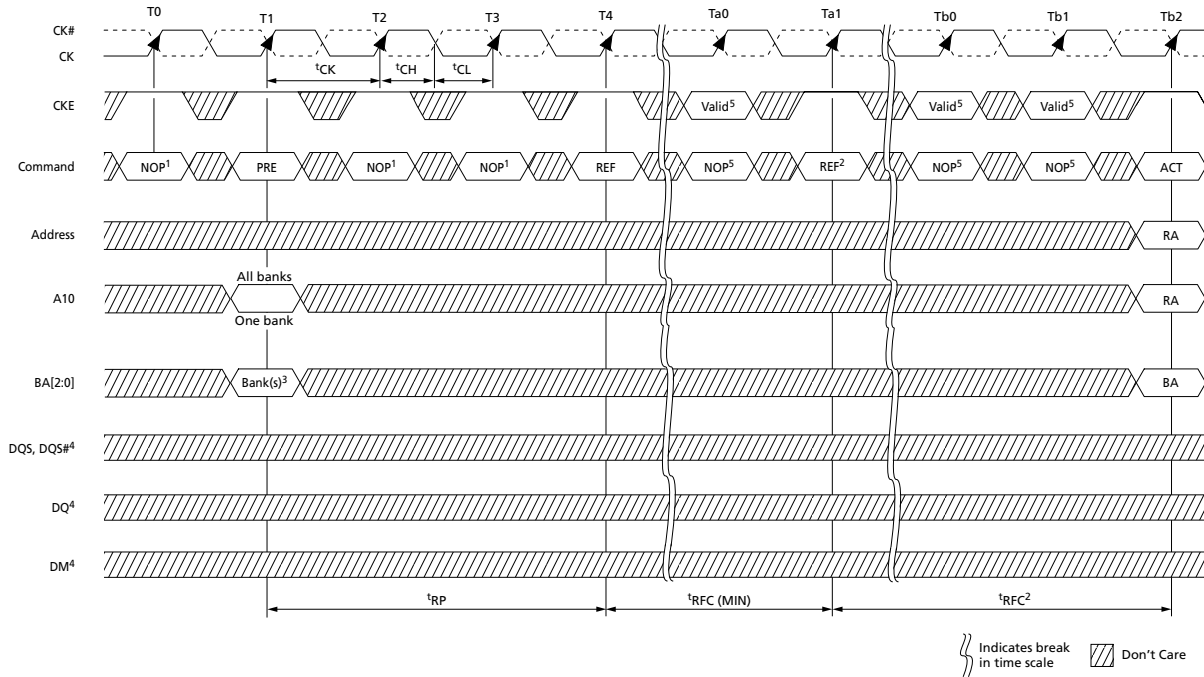 T0 T1 T2 T3 T4 Ta0 Ta1 Tb0 Tb1 Tb2
CK#
CK
tCK tCH tCL
CKE Valid5 Valid5 Valid5
Command NOP1 PRE NOP1 NOP1 REF NOP5 REF2 NOP5 NOP5 ACT
Address RA
All banks
A10 RA
One bank
BA[2:0] Bank(s)3 BA
DQS, DQS#4
DQ4
DM4
tRP tRFC (MIN) tRFC2
Indicates break
in time scale
Don't Care